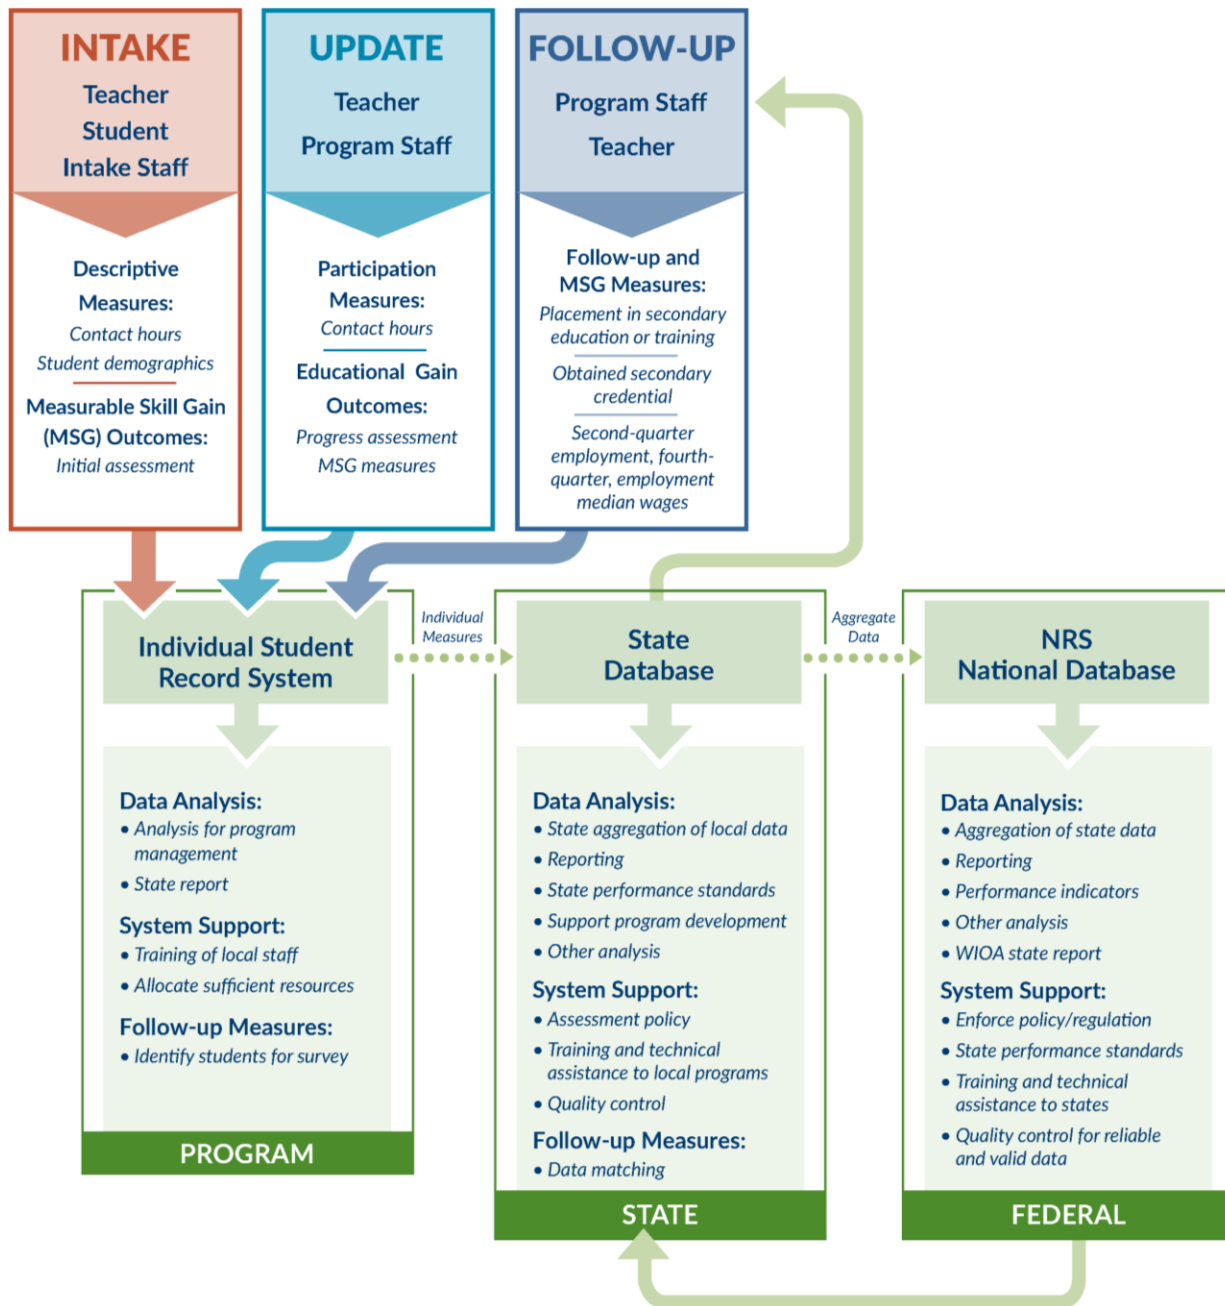 INTAKE
Teacher
Student
Intake Staff
Descriptive
Measures:
Contact hours
Student demographics
Measurable Skill Gain
(MSG) Outcomes:
Initial assessment
UPDATE
Teacher
Program Staff
Participation
Measures:
Contact hours
Educational Gain
Outcomes:
Progress assessment
MSG measures
FOLLOW-UP
Program Staff
Teacher
Follow-up and
MSG Measures:
Placement in secondary
education or training
Obtained secondary
credential
Second-quarter
employment, fourth-
quarter, employment
median wages
Individual Student
Record System
Individual
Measures
State
Database
Aggregate
Data
NRS
National Database
Data Analysis:
• Analysis for program
management
• State report
System Support:
• Training of local staff
• Allocate sufficient resources
Follow-up Measures:
• Identify students for survey
PROGRAM
Data Analysis:
• State aggregation of local data
• Reporting
• State performance standards
• Support program development
• Other analysis
System Support:
• Assessment policy
• Training and technical
assistance to local programs
• Quality control
Follow-up Measures:
• Data matching
STATE
Data Analysis:
• Aggregation of state data
• Reporting
• Performance indicators
• Other analysis
• WIOA state report
System Support:
• Enforce policy/regulation
• State performance standards
• Training and technical
assistance to states
• Quality control for reliable
and valid data
FEDERAL